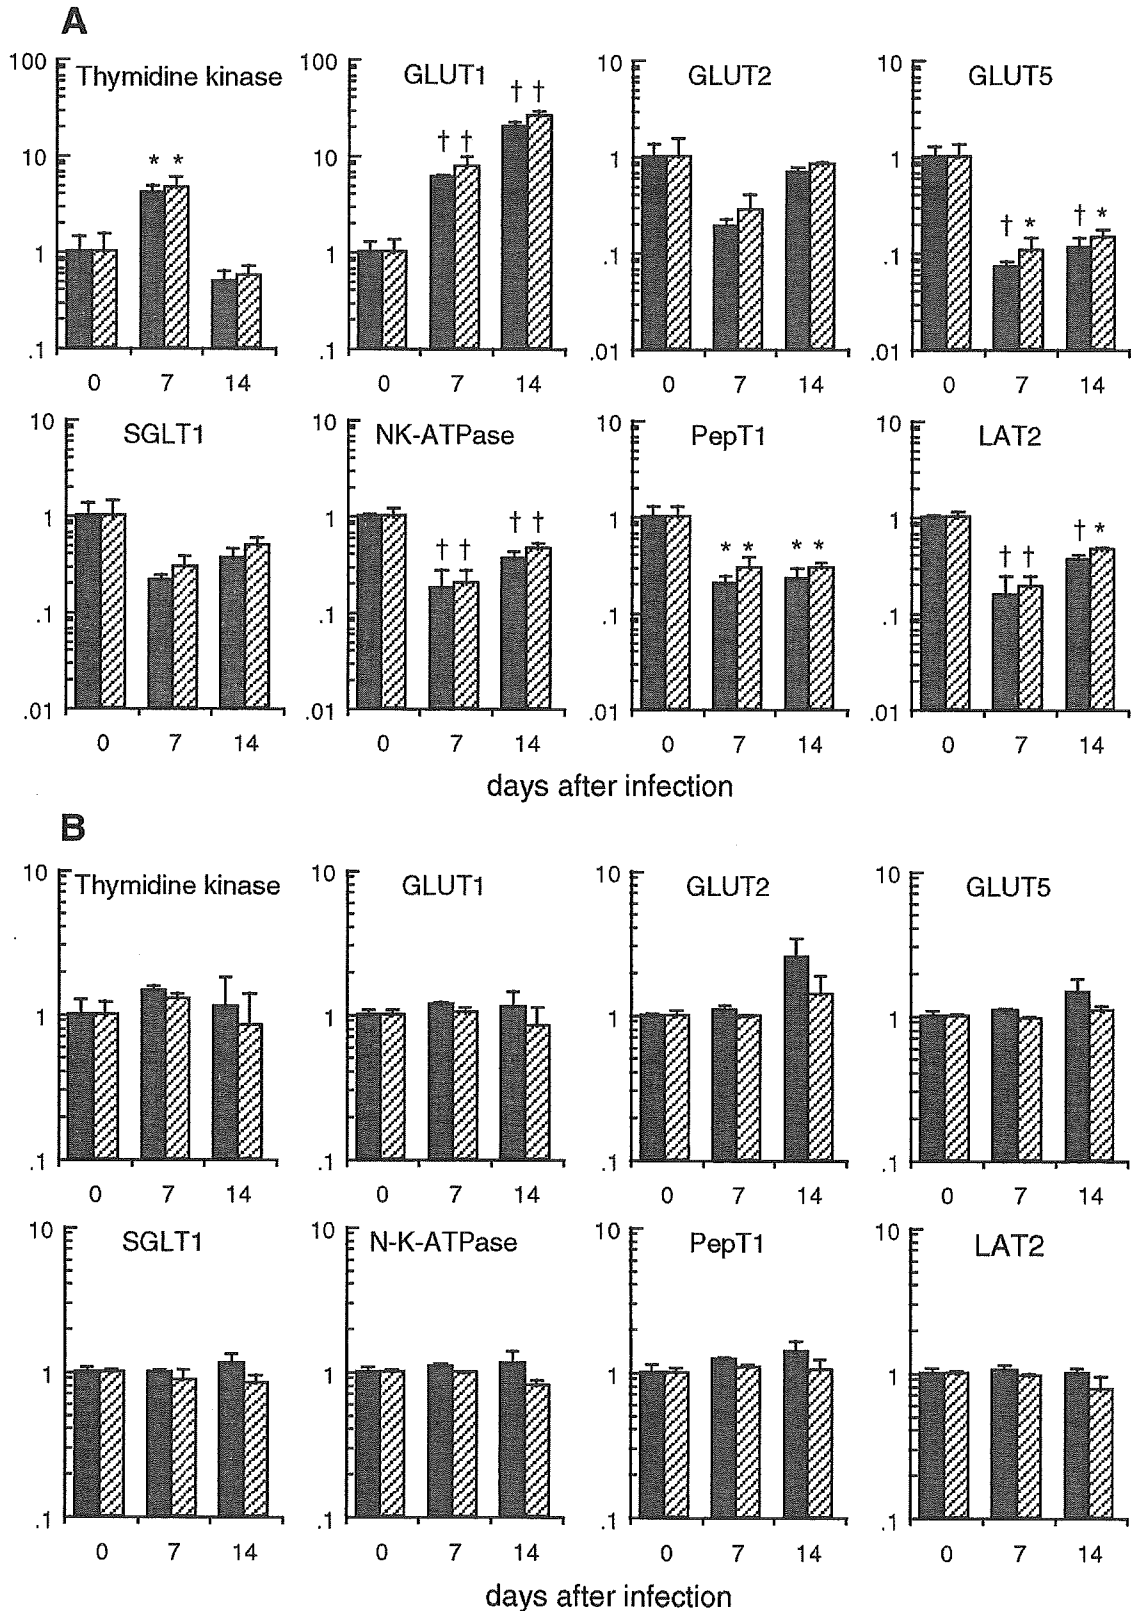 A
Thymidine kinase GLUT1 GLUT2 GLUT5
100 100 10 10
* * † † † † † * † *
10 10 1 1
1 1 .1 .1
.1 .1 .01 .01
0 7 14 0 7 14 0 7 14 0 7 14
SGLT1 NK-ATPase PepT1 LAT2
10 10 10 10
1 1 1 1
† † † † * * * * † † † *
.1 .1 .1 .1
.01 .01 .01 .01
0 7 14 0 7 14 0 7 14 0 7 14
days after infection
B
10 10 10 10
Thymidine kinase GLUT1 GLUT2 GLUT5
1 1 1 1
.1 .1 .1 .1
0 7 14 0 7 14 0 7 14 0 7 14
10 10 10 10
SGLT1 N-K-ATPase PepT1 LAT2
1 1 1 1
.1 .1 .1 .1
0 7 14 0 7 14 0 7 14 0 7 14
days after infection